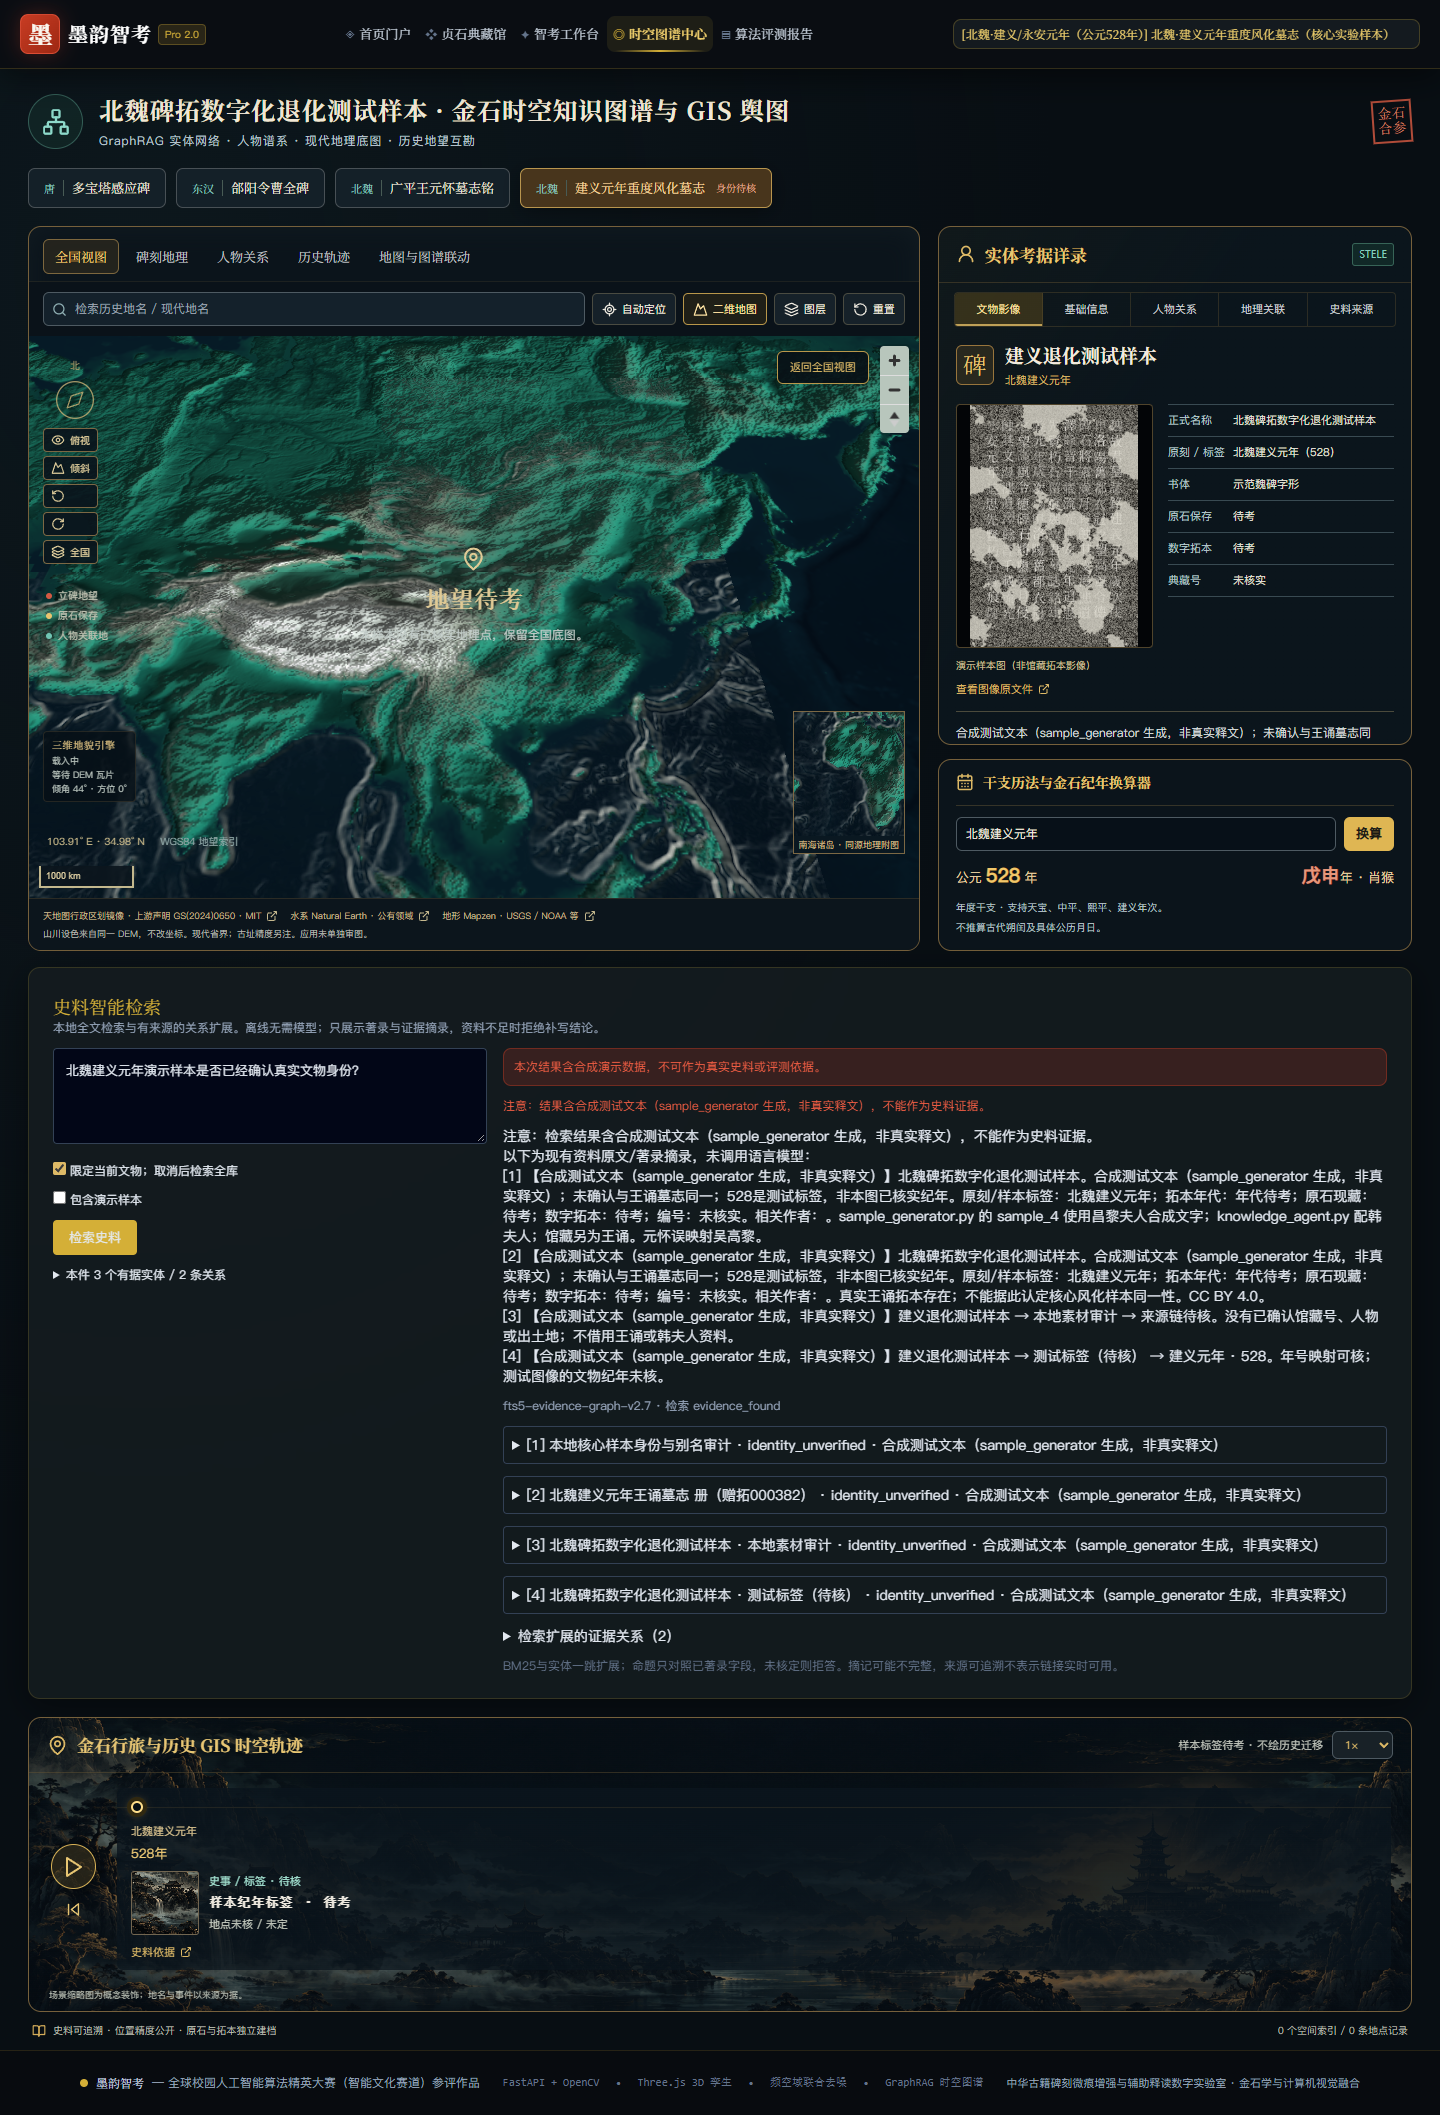 墨 墨韵智考 Pro 2.0
首页门户
贞石典藏馆
智考工作台
时空图谱中心
算法评测报告
[北魏·建义/永安元年（公元528年）] 北魏·建义元年重度风化墓志（核心实验样本）
北魏碑拓数字化退化测试样本 · 金石时空知识图谱与 GIS 舆图
GraphRAG 实体网络 · 人物谱系 · 现代地理底图 · 历史地望互勘
金石
合参
唐 多宝塔感应碑
东汉 郃阳令曹全碑
北魏 广平王元怀墓志铭
北魏 建义元年重度风化墓志 身份待核
全国视图
碑刻地理
人物关系
历史轨迹
地图与图谱联动
检索历史地名 / 现代地名
自动定位
二维地图
图层
重置
北
俯视
倾斜
全国
立碑地望
原石保存
人物关联地
返回全国视图
地望待考
地理点，保留全国底图。
三维地貌引擎
载入中
等待 DEM 瓦片
倾角 44° · 方位 0°
103.91° E · 34.98° N WGS84 地望索引
1000 km
南海诸岛 · 同源地理附图
天地图行政区划镜像 · 上游声明 GS(2024)0650 · MIT 水系 Natural Earth · 公有领域 地形 Mapzen · USGS / NOAA 等
山川设色来自同一 DEM，不改坐标。现代省界；古址精度另注。应用未单独审图。
实体考据详录
STELE
文物影像
基础信息
人物关系
地理关联
史料来源
碑 建义退化测试样本
北魏建义元年
正式名称 北魏碑拓数字化退化测试样本
原刻 / 标签 北魏建义元年（528）
书体 示范魏碑字形
原石保存 待考
数字拓本 待考
典藏号 未核实
演示样本图（非馆藏拓本影像）
查看图像原文件
合成测试文本（sample_generator 生成，非真实释文）；未确认与王诵墓志同
干支历法与金石纪年换算器
北魏建义元年
换算
公元 528 年
戊申年 · 肖猴
年度干支 · 支持天宝、中平、熙平、建义年次。
不推算古代朔闰及具体公历月日。
史料智能检索
本地全文检索与有来源的关系扩展。离线无需模型；只展示著录与证据摘录，资料不足时拒绝补写结论。
北魏建义元年演示样本是否已经确认真实文物身份？
限定当前文物；取消后检索全库
包含演示样本
检索史料
本件 3 个有据实体 / 2 条关系
本次结果含合成演示数据，不可作为真实史料或评测依据。
注意：结果含合成测试文本（sample_generator 生成，非真实释文），不能作为史料证据。
注意：检索结果含合成测试文本（sample_generator 生成，非真实释文），不能作为史料证据。
以下为现有资料原文/著录摘录，未调用语言模型：
[1] 【合成测试文本（sample_generator 生成，非真实释文）】北魏碑拓数字化退化测试样本。合成测试文本（sample_generator 生成，非真
实释文）；未确认与王诵墓志同一；528是测试标签，非本图已核实纪年。原刻/样本标签：北魏建义元年；拓本年代：年代待考；原石现藏：
待考；数字拓本：待考；编号：未核实。相关作者：。sample_generator.py 的 sample_4 使用昌黎夫人合成文字；knowledge_agent.py 配韩
夫人；馆藏另为王诵。元怀误映射吴高黎。
[2] 【合成测试文本（sample_generator 生成，非真实释文）】北魏碑拓数字化退化测试样本。合成测试文本（sample_generator 生成，非真
实释文）；未确认与王诵墓志同一；528是测试标签，非本图已核实纪年。原刻/样本标签：北魏建义元年；拓本年代：年代待考；原石现藏：
待考；数字拓本：待考；编号：未核实。相关作者：。真实王诵拓本存在；不能据此认定核心风化样本同一性。CC BY 4.0。
[3] 【合成测试文本（sample_generator 生成，非真实释文）】建义退化测试样本 → 本地素材审计 → 来源链待核。没有已确认馆藏号、人物
或出土地；不借用王诵或韩夫人资料。
[4] 【合成测试文本（sample_generator 生成，非真实释文）】建义退化测试样本 → 测试标签（待核） → 建义元年 · 528。年号映射可核；
测试图像的文物纪年未核。
fts5-evidence-graph-v2.7 · 检索 evidence_found
[1] 本地核心样本身份与别名审计 · identity_unverified · 合成测试文本（sample_generator 生成，非真实释文）
[2] 北魏建义元年王诵墓志 册（赠拓000382） · identity_unverified · 合成测试文本（sample_generator 生成，非真实释文）
[3] 北魏碑拓数字化退化测试样本 · 本地素材审计 · identity_unverified · 合成测试文本（sample_generator 生成，非真实释文）
[4] 北魏碑拓数字化退化测试样本 · 测试标签（待核） · identity_unverified · 合成测试文本（sample_generator 生成，非真实释文）
检索扩展的证据关系（2）
BM25与实体一跳扩展；命题只对照已著录字段，未核定则拒答。摘记可能不完整，来源可追溯不表示链接实时可用。
金石行旅与历史 GIS 时空轨迹
样本标签待考 · 不绘历史迁移
1×
北魏建义元年
528年
史事 / 标签 · 待核
样本纪年标签 · 待考
地点未核 / 未定
史料依据
场景缩略图为概念装饰；地名与事件以来源为据。
史料可追溯 · 位置精度公开 · 原石与拓本独立建档
0 个空间索引 / 0 条地点记录
墨韵智考 — 全球校园人工智能算法精英大赛（智能文化赛道）参评作品
FastAPI + OpenCV • Three.js 3D 孪生 • 频空域联合去噪 • GraphRAG 时空图谱
中华古籍碑刻微痕增强与辅助释读数字实验室 · 金石学与计算机视觉融合